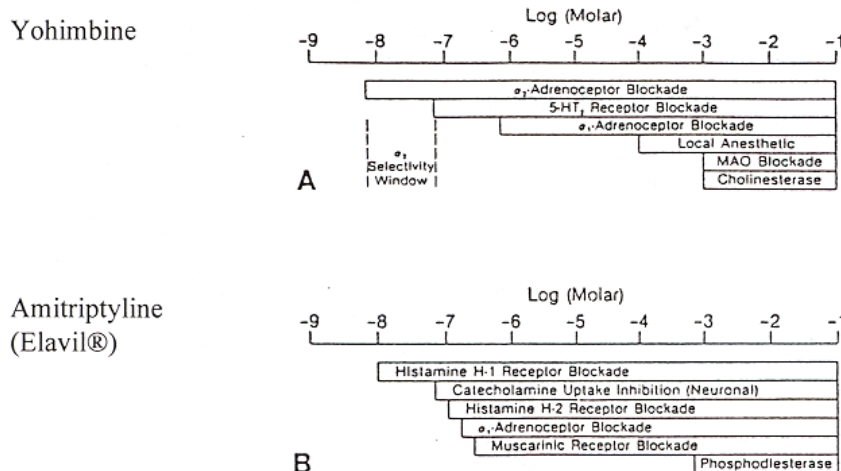 Yohimbine
Log (Molar)
-9 -8 -7 -6 -5 -4 -3 -2 -1
α₂-Adrenoceptor Blockade
5-HT₂ Receptor Blockade
α₁-Adrenoceptor Blockade
Local Anesthetic
MAO Blockade
Cholinesterase
α₂
Selectivity
Window
A
Amitriptyline
(Elavil®)
Log (Molar)
-9 -8 -7 -6 -5 -4 -3 -2 -1
Histamine H-1 Receptor Blockade
Catecholamine Uptake Inhibition (Neuronal)
Histamine H-2 Receptor Blockade
α₁-Adrenoceptor Blockade
Muscarinic Receptor Blockade
Phosphodiesterase
B